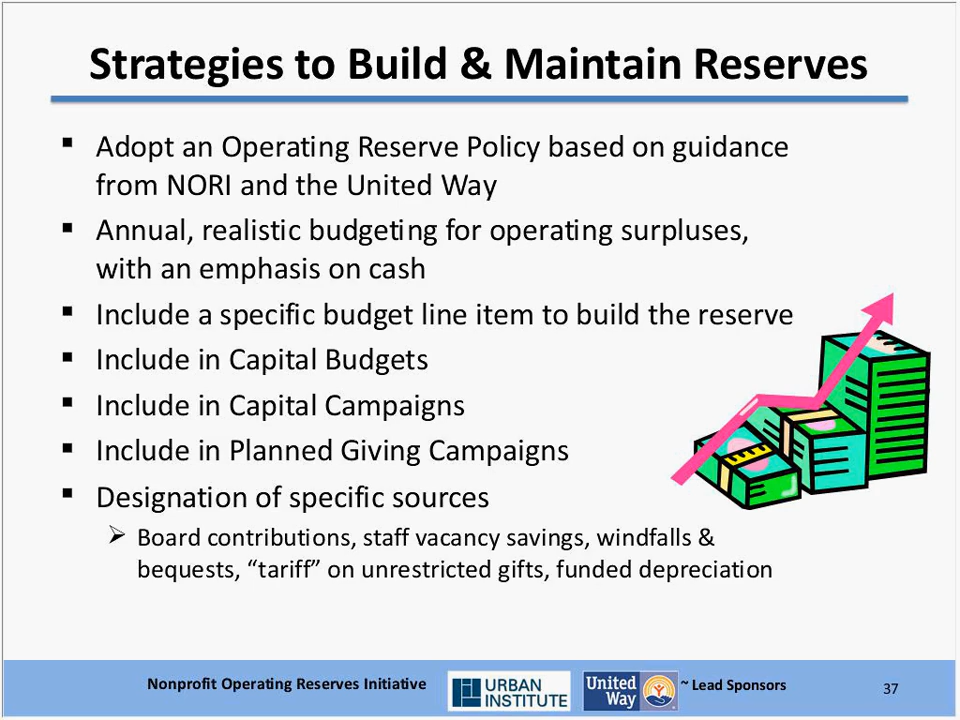 Strategies to Build & Maintain Reserves
▪ Adopt an Operating Reserve Policy based on guidance
from NORI and the United Way
▪ Annual, realistic budgeting for operating surpluses,
with an emphasis on cash
▪ Include a specific budget line item to build the reserve
▪ Include in Capital Budgets
▪ Include in Capital Campaigns
▪ Include in Planned Giving Campaigns
▪ Designation of specific sources
➢ Board contributions, staff vacancy savings, windfalls &
bequests, “tariff” on unrestricted gifts, funded depreciation
Nonprofit Operating Reserves Initiative
URBAN
INSTITUTE
United
Way
~ Lead Sponsors
37